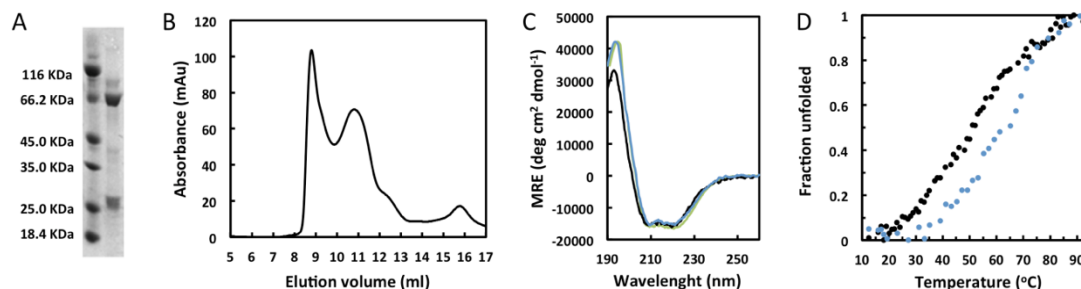 A
116 KDa
66.2 KDa
45.0 KDa
35.0 KDa
25.0 KDa
18.4 KDa
B
Absorbance (mAu)
120
100
80
60
40
20
0
5 6 7 8 9 10 11 12 13 14 15 16 17
Elution volume (ml)
C
MRE (deg cm2 dmol-1)
50000
40000
30000
20000
10000
0
-10000
-20000
190 210 230 250
Wavelenght (nm)
D
Fraction unfolded
1
0.8
0.6
0.4
0.2
0
10 20 30 40 50 60 70 80 90
Temperature (oC)